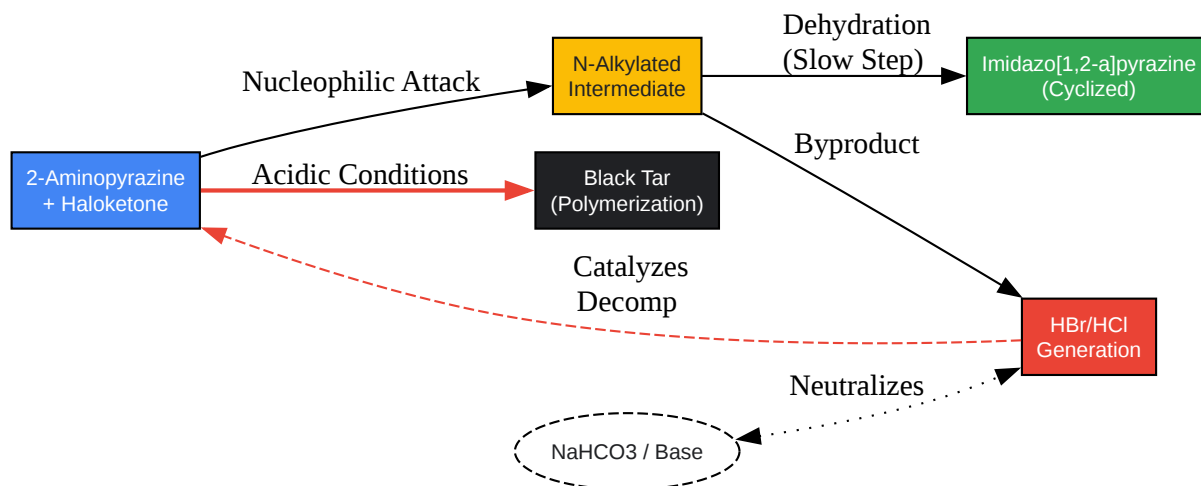 Dehydration
(Slow Step)
N-Alkylated
Intermediate
Imidazo[1,2-a]pyrazine
(Cyclized)
Nucleophilic Attack
Byproduct
2-Aminopyrazine
+ Haloketone
Acidic Conditions
Black Tar
(Polymerization)
Catalyzes
Decomp
HBr/HCl
Generation
Neutralizes
NaHCO3 / Base